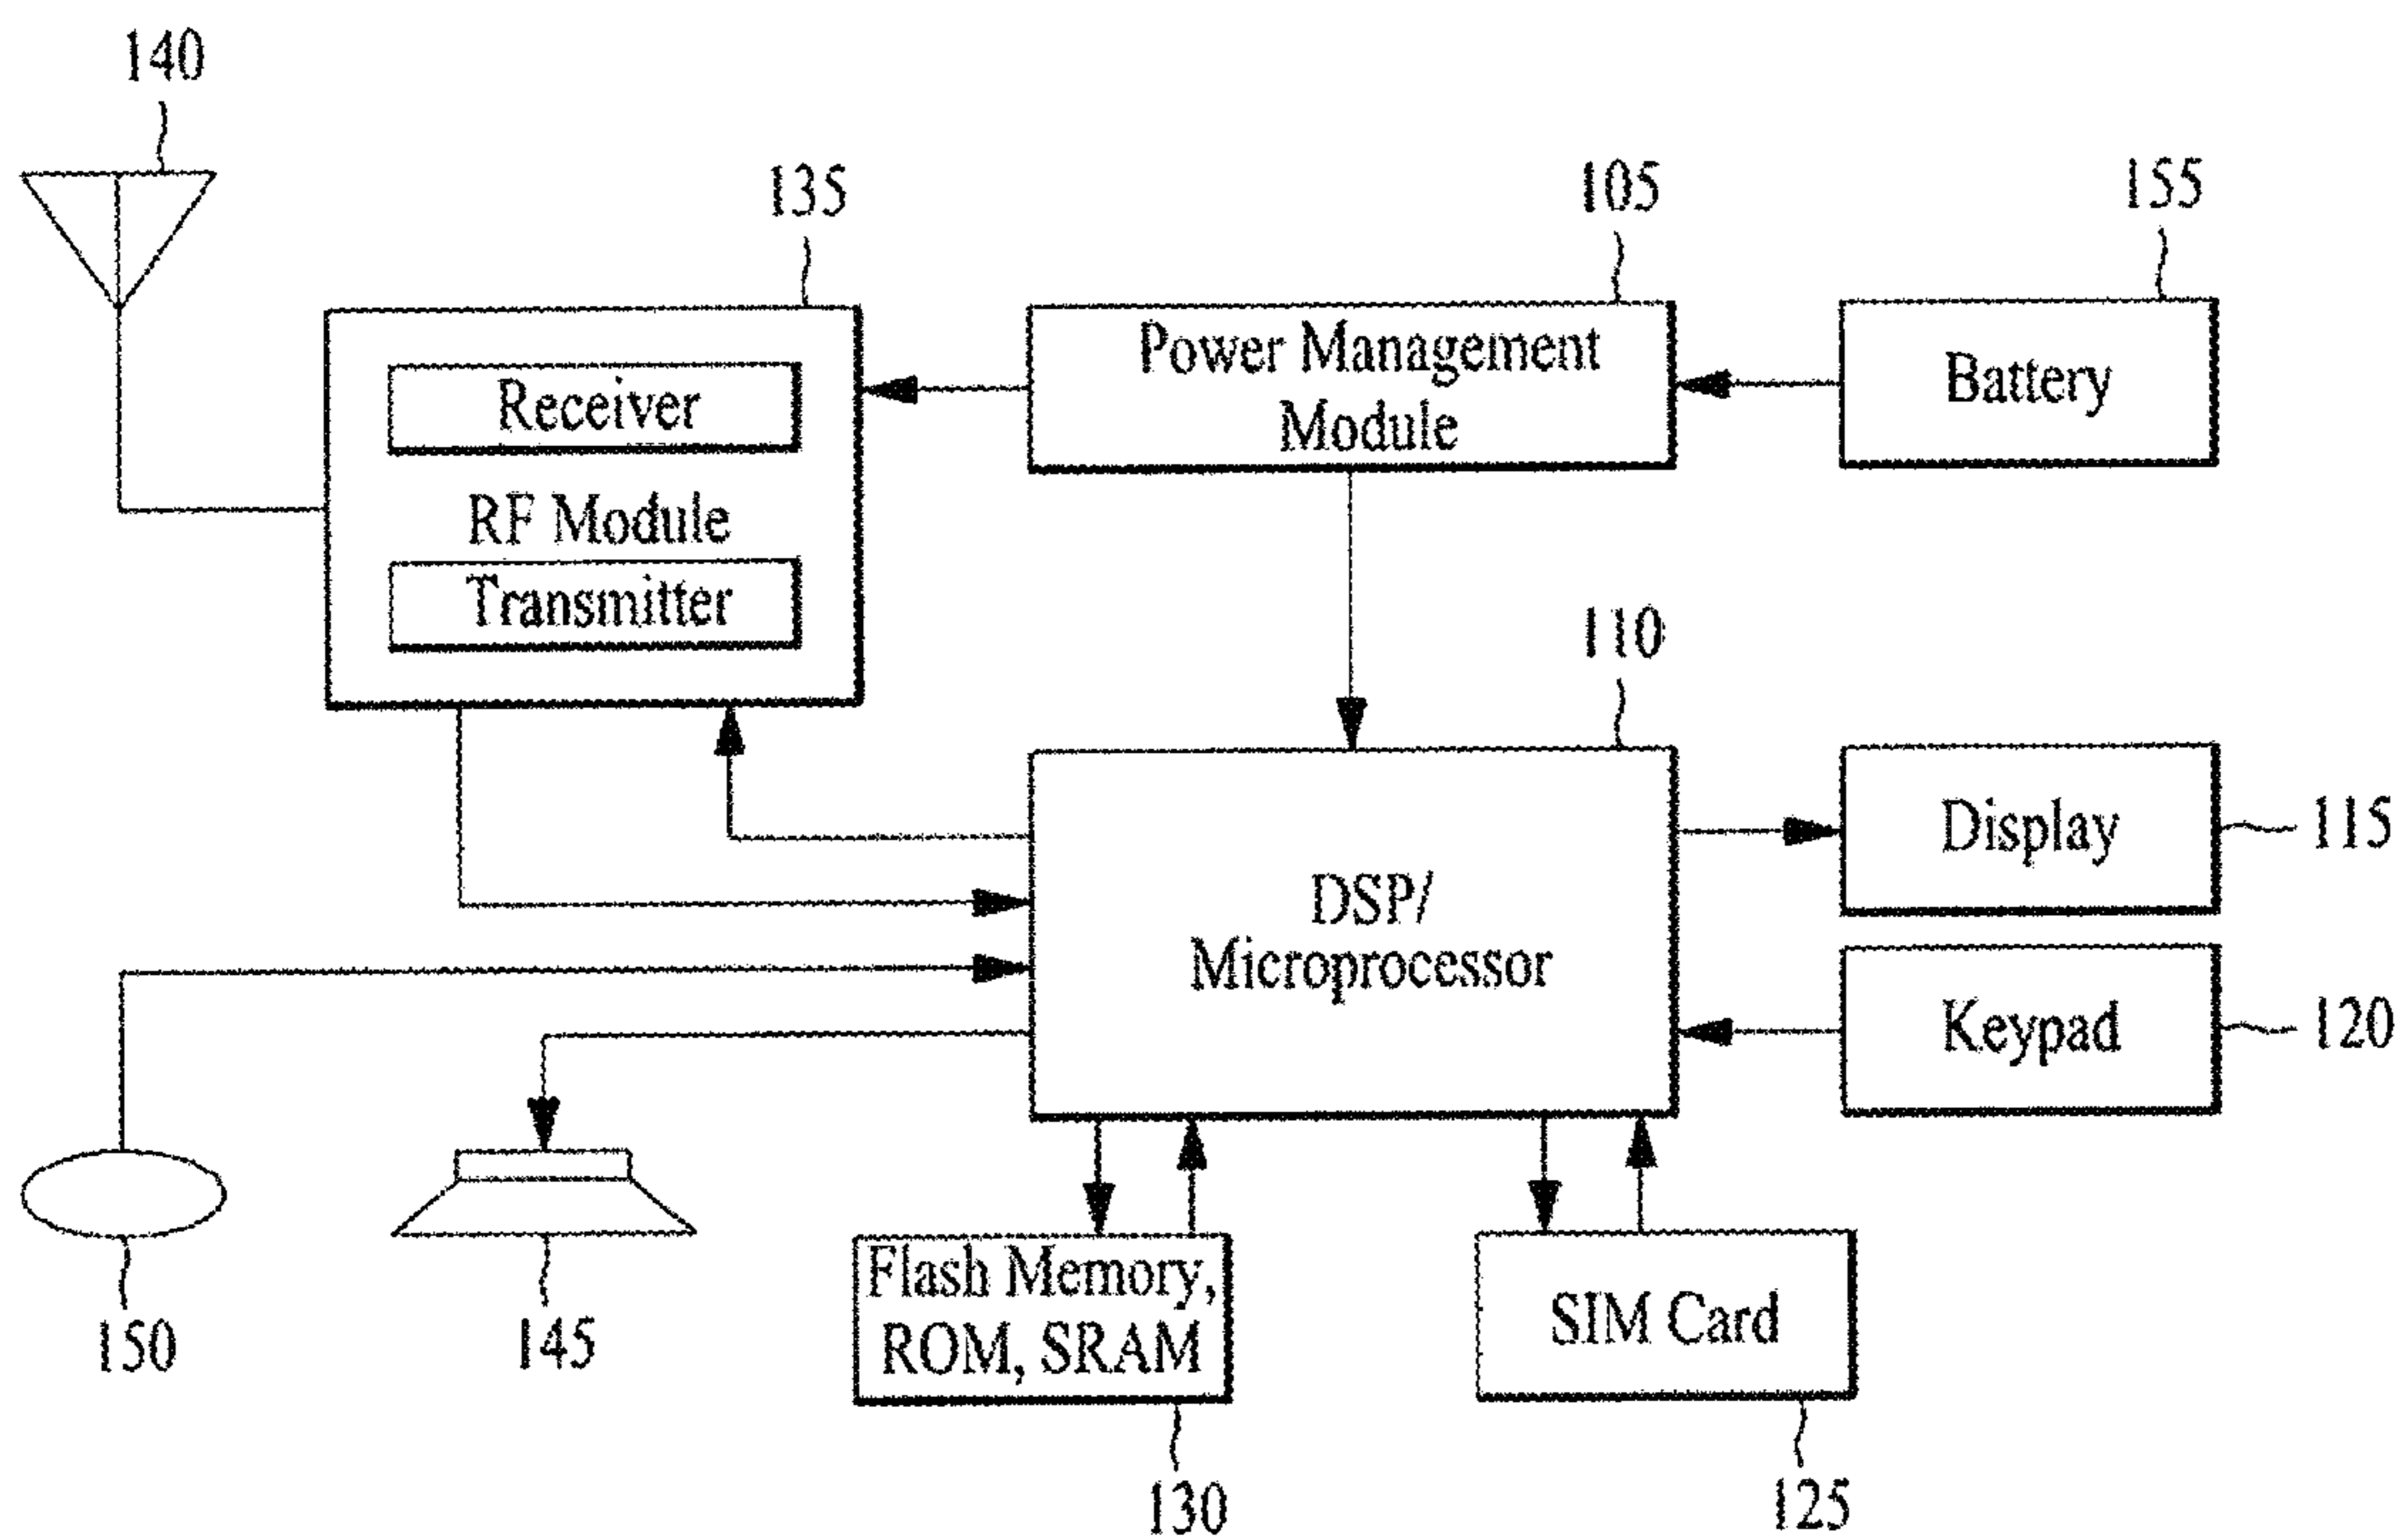 140
135
105
155
Receiver
RF Module
Transmitter
Power Management
Module
Battery
110
DSP/
Microprocessor
Display
115
Keypad
120
150
145
Flash Memory,
ROM, SRAM
130
SIM Card
125